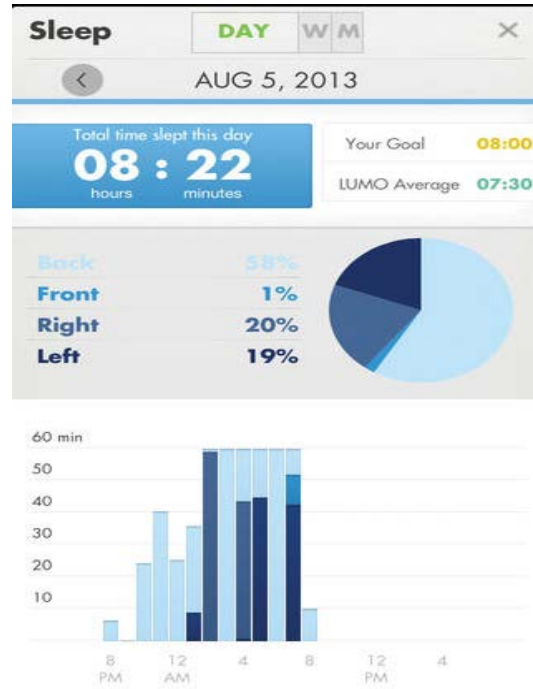 Sleep DAY W M ×
AUG 5, 2013
Total time slept this day
08 : 22
hours minutes
Your Goal 08:00
LUMO Average 07:30
Back 58%
Front 1%
Right 20%
Left 19%
60 min
50
40
30
20
10
8 12 4 8 12 4
PM AM PM